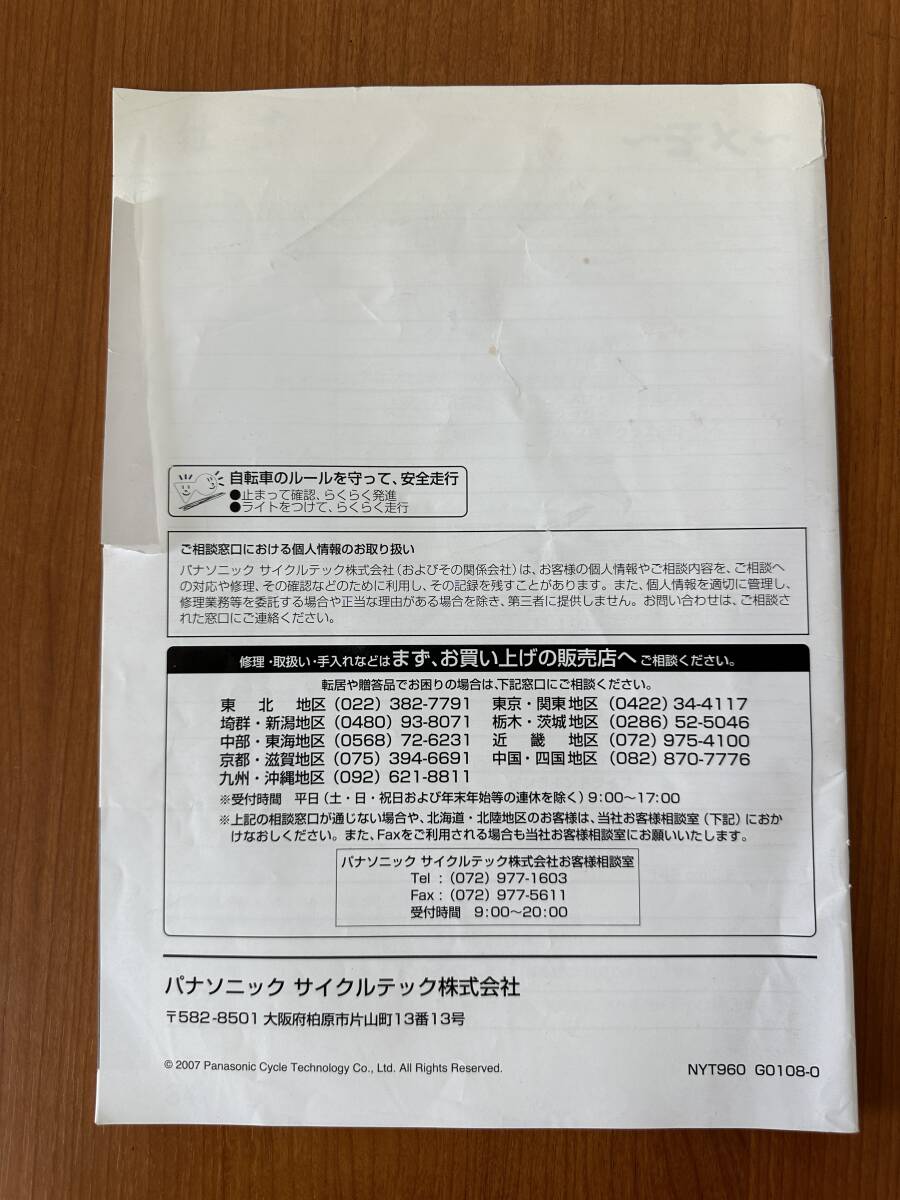 ～メモ～
自転車のルールを守って、安全走行
●止まって確認、らくらく発進
●ライトをつけて、らくらく走行
ご相談窓口における個人情報のお取り扱い
パナソニック サイクルテック株式会社（およびその関係会社）は、お客様の個人情報やご相談内容を、ご相談へ
の対応や修理、その確認などのために利用し、その記録を残すことがあります。また、個人情報を適切に管理し、
修理業務等を委託する場合や正当な理由がある場合を除き、第三者に提供しません。お問い合わせは、ご相談さ
れた窓口にご連絡ください。
修理・取扱い・手入れなどはまず、お買い上げの販売店へ ご相談ください。
転居や贈答品でお困りの場合は、下記窓口にご相談ください。
東 北 地区（022）382-7791 東京・関東地区（0422）34-4117
埼群・新潟地区（0480）93-8071 栃木・茨城地区（0286）52-5046
中部・東海地区（0568）72-6231 近 畿 地区（072）975-4100
京都・滋賀地区（075）394-6691 中国・四国地区（082）870-7776
九州・沖縄地区（092）621-8811
※受付時間 平日（土・日・祝日および年末年始等の連休を除く）9:00～17:00
※上記の相談窓口が通じない場合や、北海道・北陸地区のお客様は、当社お客様相談室（下記）におか
けなおしください。また、Faxをご利用される場合も当社お客様相談室にお願いいたします。
パナソニック サイクルテック株式会社お客様相談室
Tel ：（072）977-1603
Fax：（072）977-5611
受付時間 9:00～20:00
パナソニック サイクルテック株式会社
〒582-8501 大阪府柏原市片山町13番13号
© 2007 Panasonic Cycle Technology Co., Ltd. All Rights Reserved.
NYT960 G0108-0